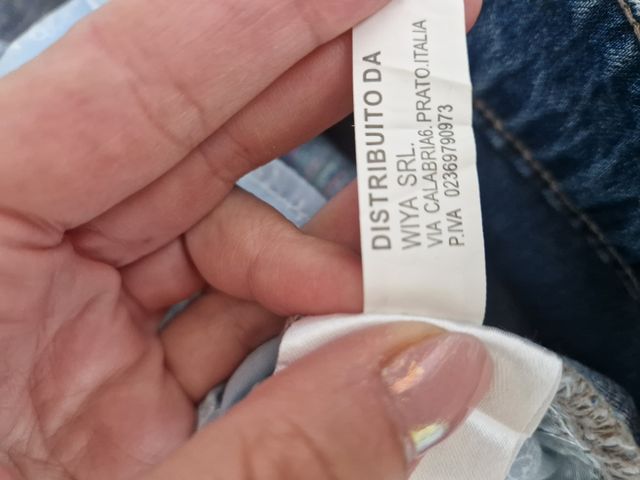 DISTRIBUITO DA
WIYA SRL.
VIA CALABRIA6. PRATO.ITALIA
P.IVA 02369790973